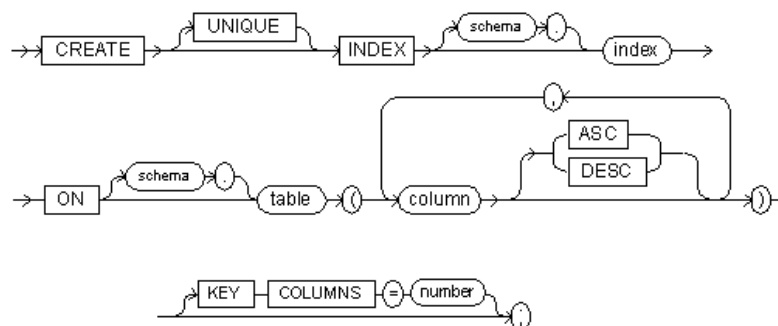 CREATE UNIQUE INDEX schema . index
ON schema . table ( column ASC DESC , )
KEY COLUMNS = number ,